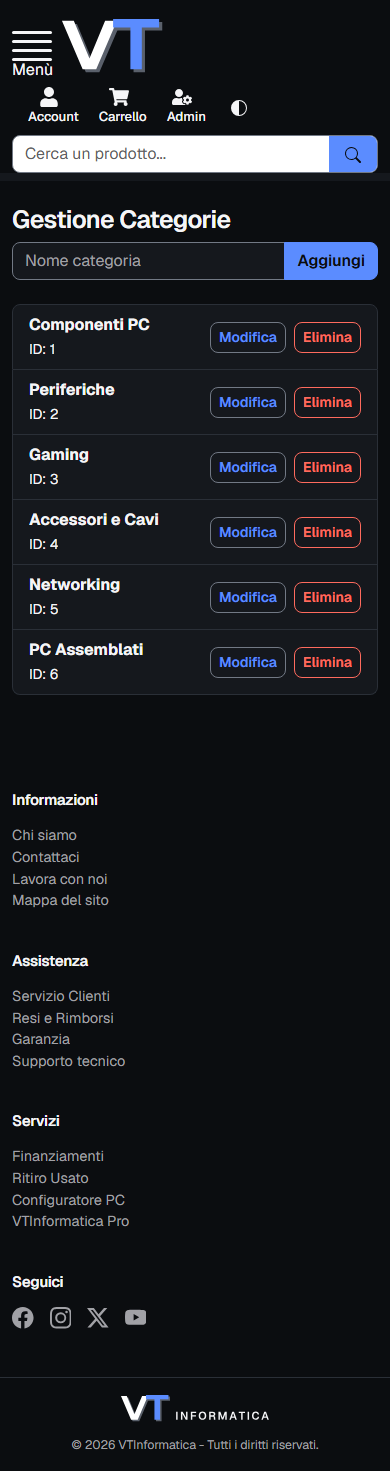 VT
Menù
Account Carrello Admin
Cerca un prodotto...
Gestione Categorie
Nome categoria Aggiungi
Componenti PC
ID: 1
Modifica Elimina
Periferiche
ID: 2
Modifica Elimina
Gaming
ID: 3
Modifica Elimina
Accessori e Cavi
ID: 4
Modifica Elimina
Networking
ID: 5
Modifica Elimina
PC Assemblati
ID: 6
Modifica Elimina
Informazioni
Chi siamo
Contattaci
Lavora con noi
Mappa del sito
Assistenza
Servizio Clienti
Resi e Rimborsi
Garanzia
Supporto tecnico
Servizi
Finanziamenti
Ritiro Usato
Configuratore PC
VTInformatica Pro
Seguici
VT INFORMATICA
© 2026 VTInformatica - Tutti i diritti riservati.